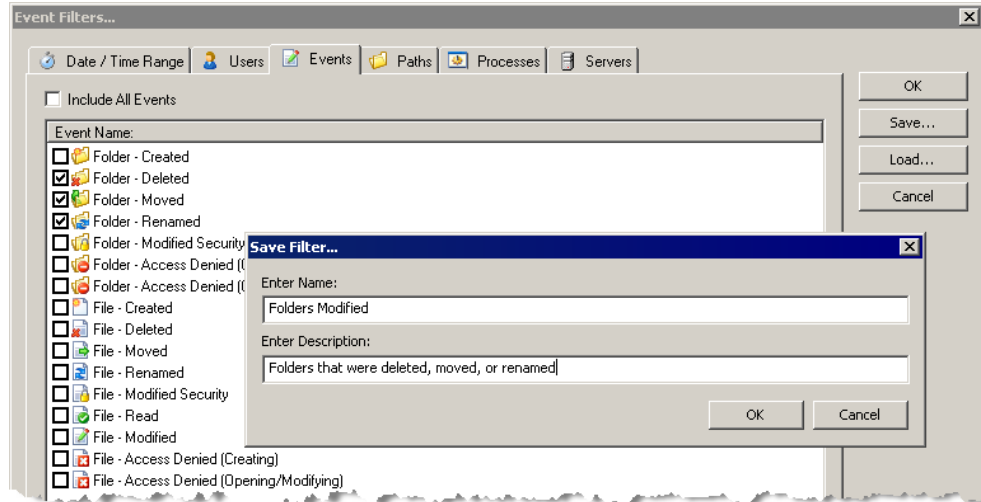 Event Filters...
Date / Time Range Users Events Paths Processes Servers
Include All Events
OK
Save...
Load...
Cancel
Event Name:
Folder - Created
Folder - Deleted
Folder - Moved
Folder - Renamed
Folder - Modified Security
Folder - Access Denied (
Folder - Access Denied (
File - Created
File - Deleted
File - Moved
File - Renamed
File - Modified Security
File - Read
File - Modified
File - Access Denied (Creating)
File - Access Denied (Opening/Modifying)
Save Filter...
Enter Name:
Folders Modified
Enter Description:
Folders that were deleted, moved, or renamed
OK Cancel